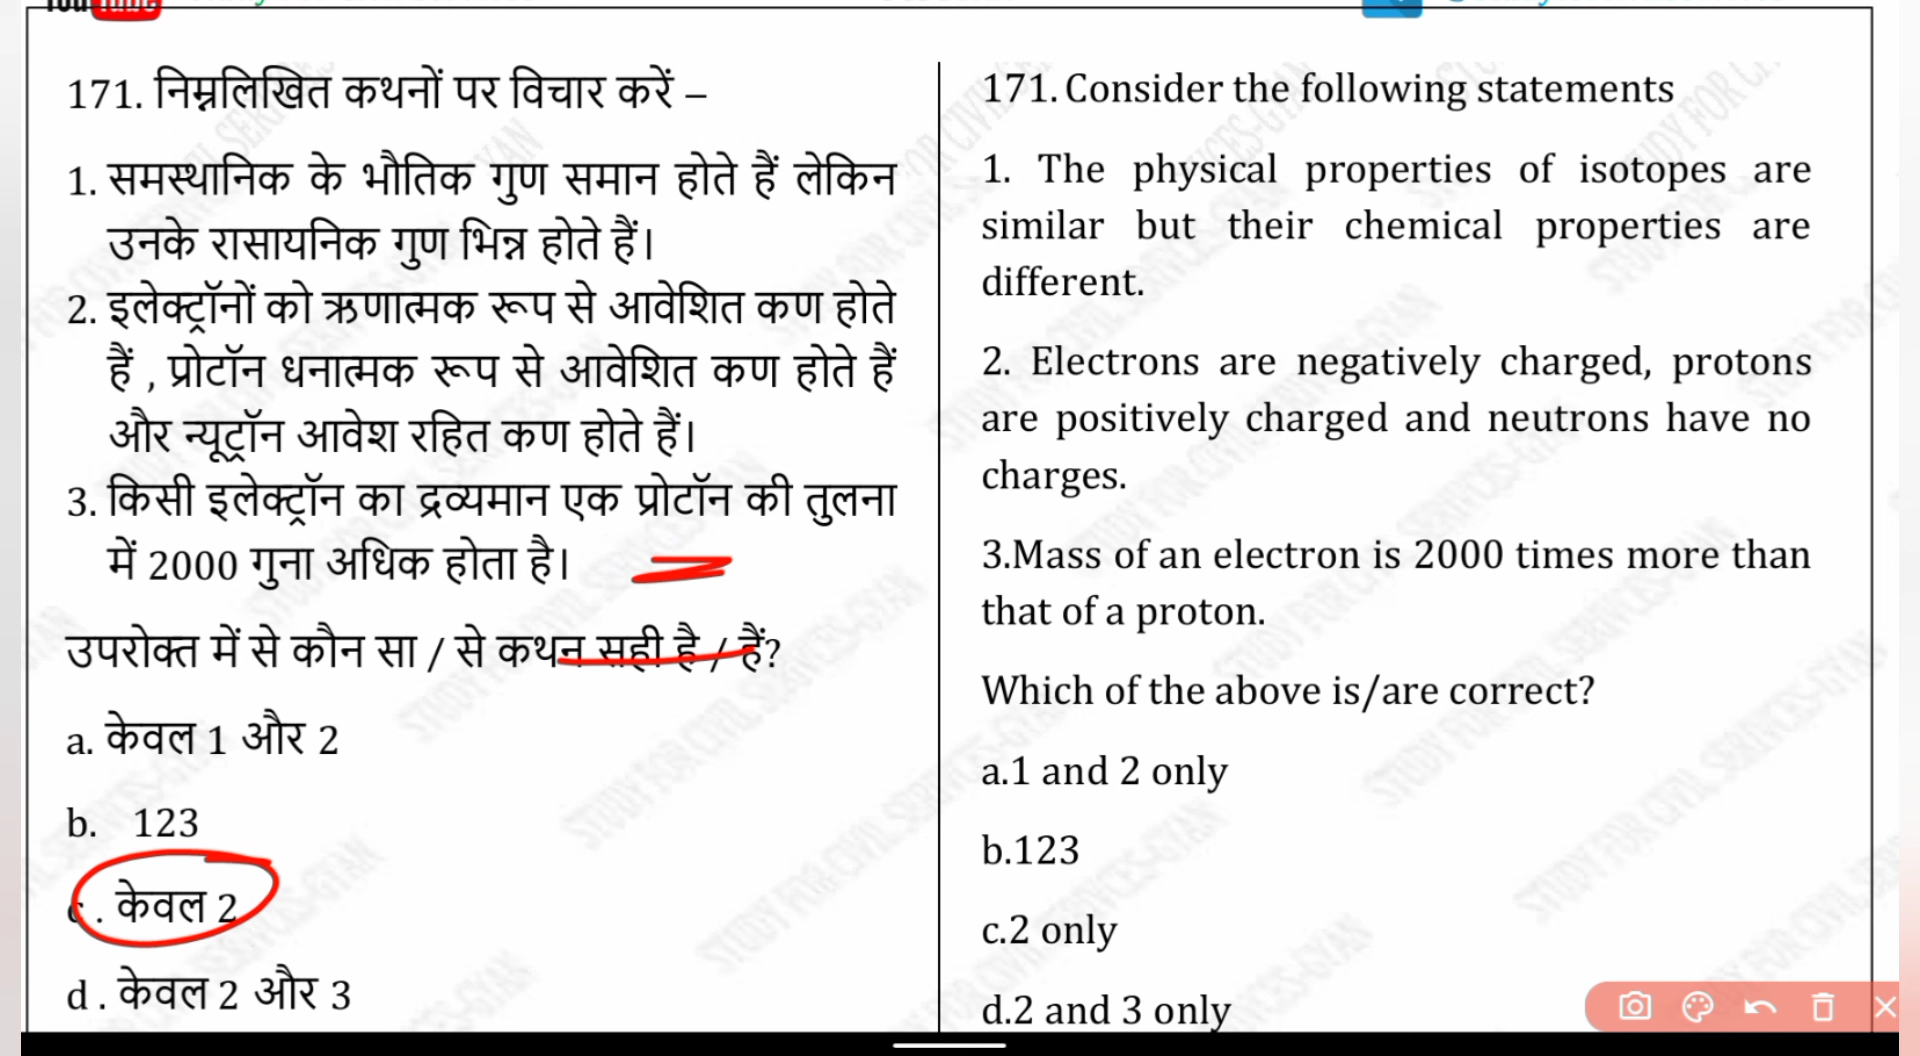 171. निम्नलिखित कथनों पर विचार करें –
1. समस्थानिक के भौतिक गुण समान होते हैं लेकिन
उनके रासायनिक गुण भिन्न होते हैं।
2. इलेक्ट्रॉनों को ऋणात्मक रूप से आवेशित कण होते
हैं , प्रोटॉन धनात्मक रूप से आवेशित कण होते हैं
और न्यूट्रॉन आवेश रहित कण होते हैं।
3. किसी इलेक्ट्रॉन का द्रव्यमान एक प्रोटॉन की तुलना
में 2000 गुना अधिक होता है।
उपरोक्त में से कौन सा / से कथन सही है / हैं?
a. केवल 1 और 2
b. 123
c . केवल 2
d . केवल 2 और 3
171. Consider the following statements
1. The physical properties of isotopes are
similar but their chemical properties are
different.
2. Electrons are negatively charged, protons
are positively charged and neutrons have no
charges.
3.Mass of an electron is 2000 times more than
that of a proton.
Which of the above is/are correct?
a.1 and 2 only
b.123
c.2 only
d.2 and 3 only